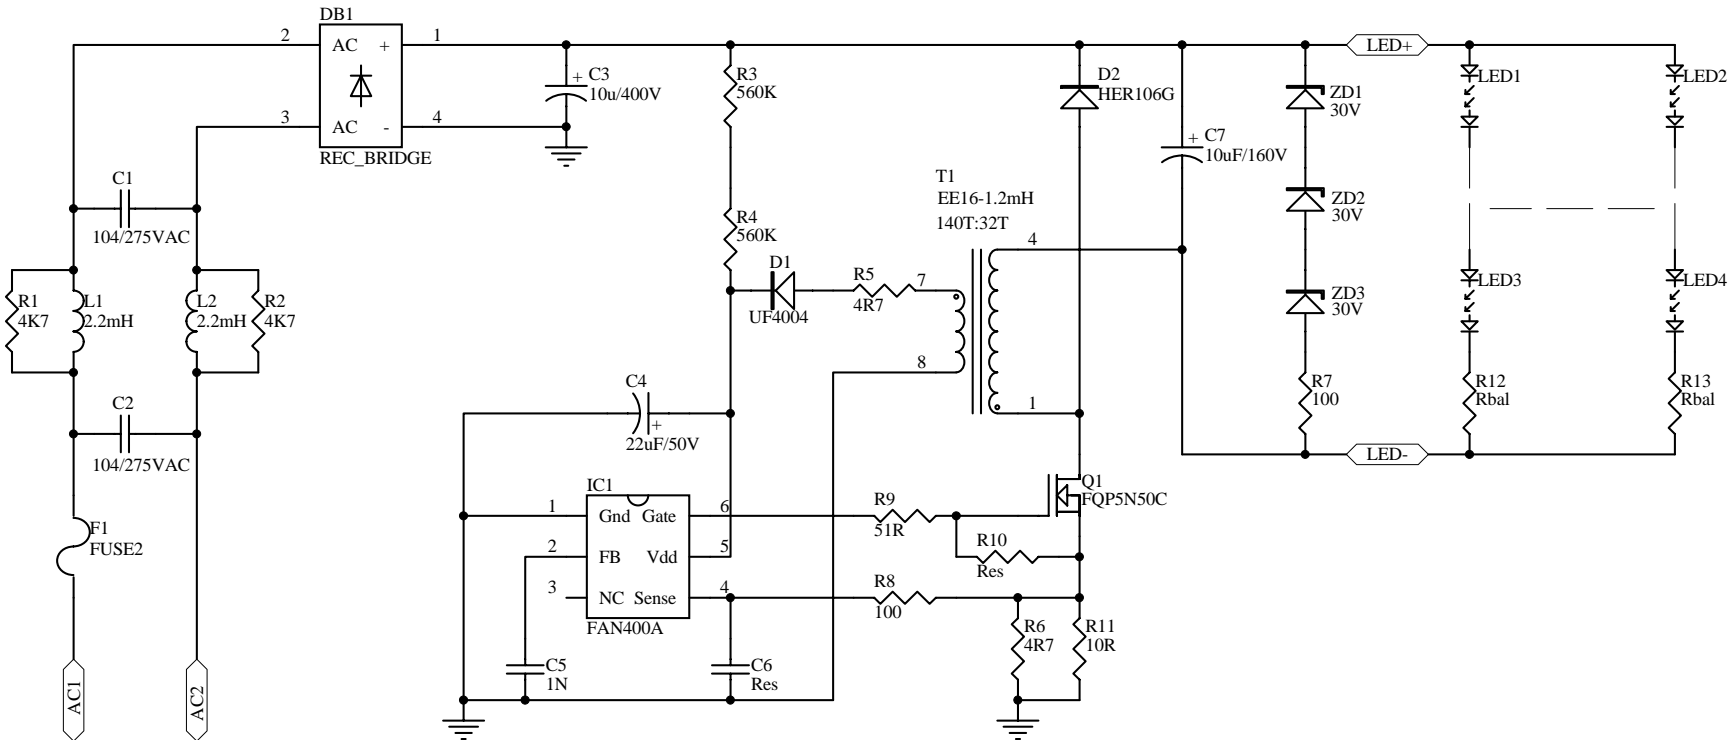 DB1
2
AC +
1
3
AC -
4
REC_BRIDGE
C3
+
10u/400V
R3
560K
D2
HER106G
LED+
LED1
LED2
ZD1
30V
C7
+
10uF/160V
C1
104/275VAC
T1
EE16-1.2mH
140T:32T
R4
560K
ZD2
30V
4
D1
UF4004
R5
4R7
7
8
1
LED3
LED4
ZD3
30V
R1
4K7
L1
2.2mH
L2
2.2mH
R2
4K7
C4
+
22uF/50V
R7
100
R12
Rbal
R13
Rbal
C2
104/275VAC
LED-
IC1
1
Gnd Gate
6
2
FB Vdd
5
3
NC Sense
4
FAN400A
R9
51R
Q1
FQP5N50C
R10
Res
F1
FUSE2
R8
100
R6
4R7
R11
10R
C5
1N
C6
Res
AC1
AC2